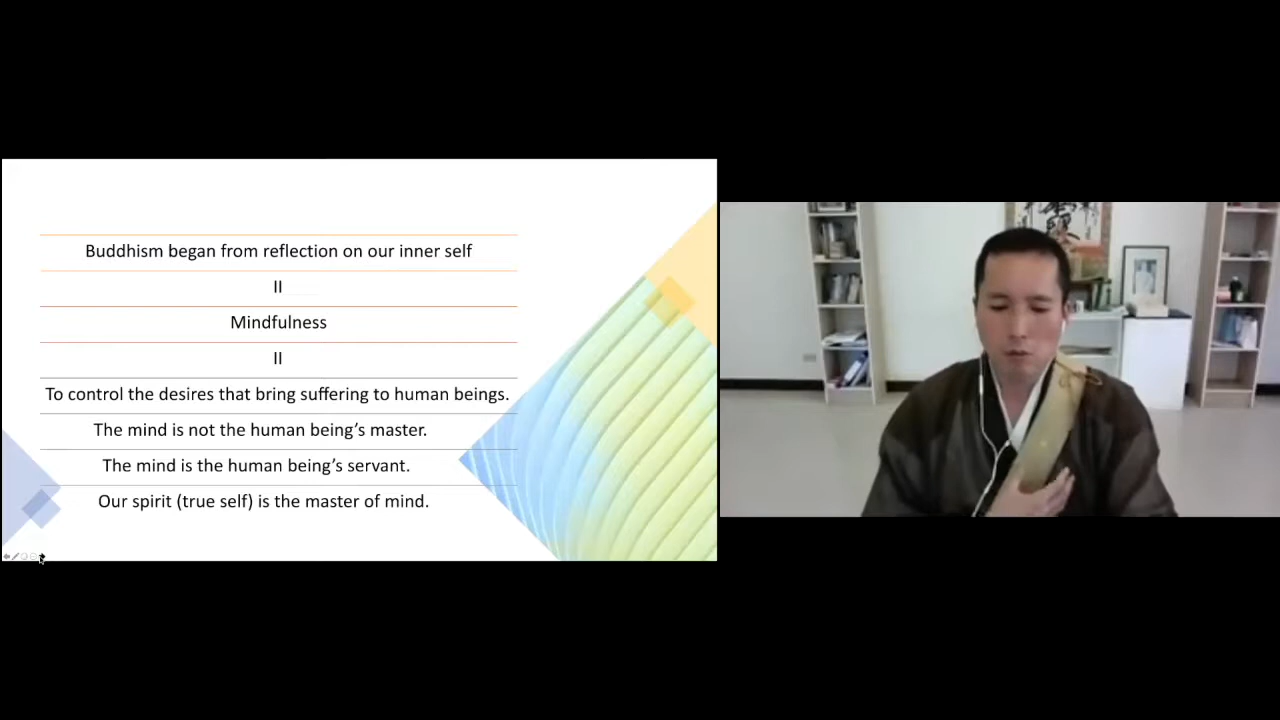 Buddhism began from reflection on our inner self
II
Mindfulness
II
To control the desires that bring suffering to human beings.
The mind is not the human being’s master.
The mind is the human being’s servant.
Our spirit (true self) is the master of mind.